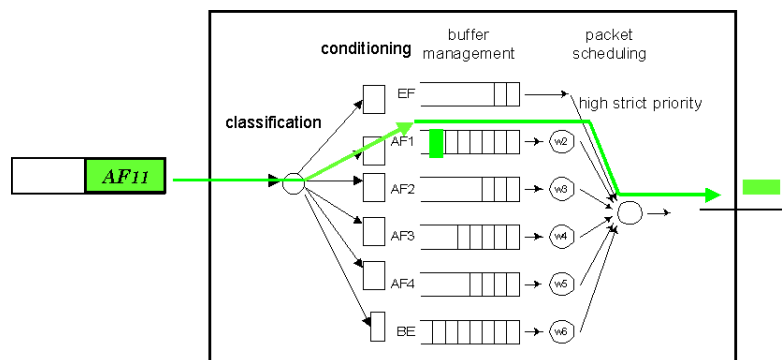 conditioning
buffer
management
packet
scheduling
classification
EF
high strict priority
AF11
AF1
w2
AF2
w3
AF3
w4
AF4
w5
BE
w6